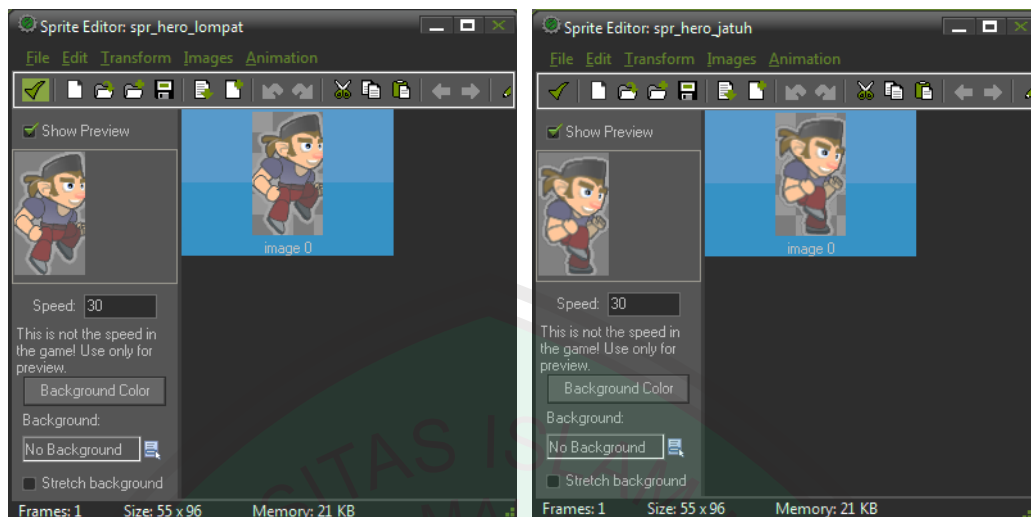 Sprite Editor: spr_hero_lompat
File Edit Transform Images Animation
Show Preview
image 0
Speed: 30
This is not the speed in
the game! Use only for
preview.
Background Color
Background:
No Background
Stretch background
Frames: 1 Size: 55 x 96 Memory: 21 KB
Sprite Editor: spr_hero_jatuh
File Edit Transform Images Animation
Show Preview
image 0
Speed: 30
This is not the speed in
the game! Use only for
preview.
Background Color
Background:
No Background
Stretch background
Frames: 1 Size: 55 x 96 Memory: 21 KB